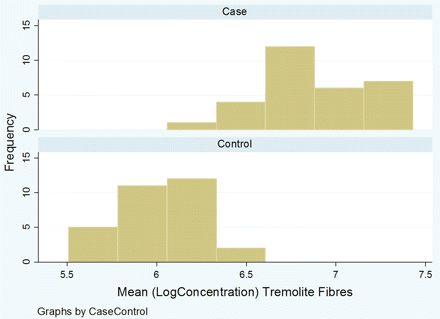 Case
15
10
5
0
Control
15
10
5
0
Frequency
5.5 6 6.5 7 7.5
Mean (LogConcentration) Tremolite Fibres
Graphs by CaseControl